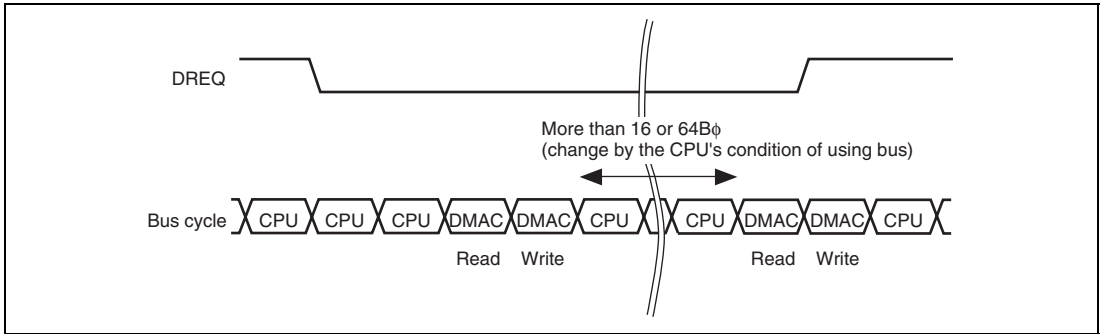 DREQ
More than 16 or 64Bϕ
(change by the CPU's condition of using bus)
Bus cycle CPU CPU CPU DMAC DMAC CPU CPU DMAC DMAC CPU
Read Write Read Write